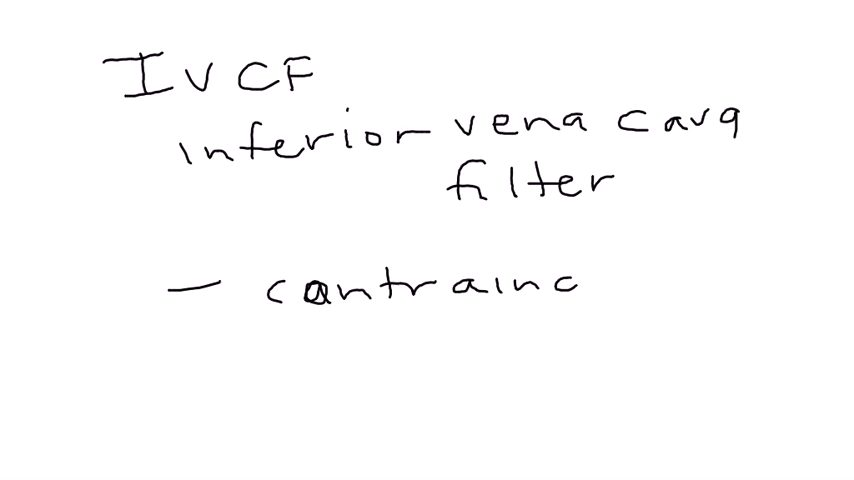 IVCF
inferior vena cava
filter
— contrainc